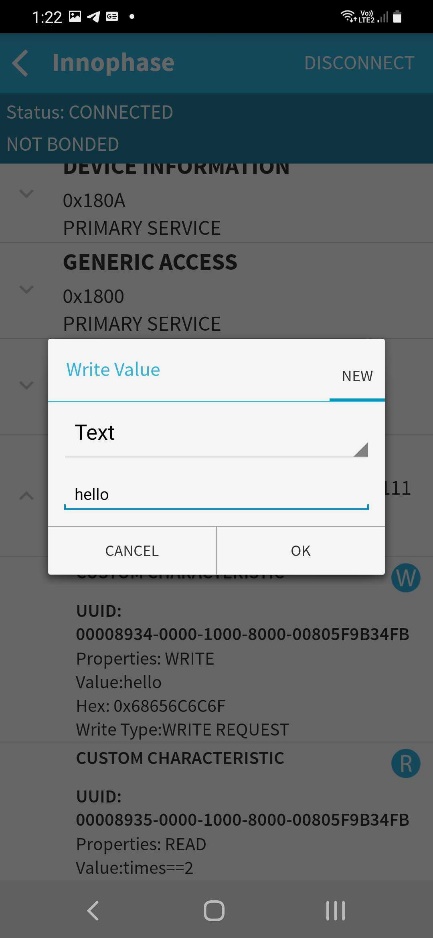 1:22
Vo))
LTE2
Innophase
DISCONNECT
Status: CONNECTED
NOT BONDED
DEVICE INFORMATION
0x180A
PRIMARY SERVICE
GENERIC ACCESS
0x1800
PRIMARY SERVICE
Write Value
NEW
Text
111
hello
CANCEL
OK
CUSTOM CHARACTERISTIC
W
UUID:
00008934-0000-1000-8000-00805F9B34FB
Properties: WRITE
Value:hello
Hex: 0x68656C6C6F
Write Type:WRITE REQUEST
CUSTOM CHARACTERISTIC
R
UUID:
00008935-0000-1000-8000-00805F9B34FB
Properties: READ
Value:times==2